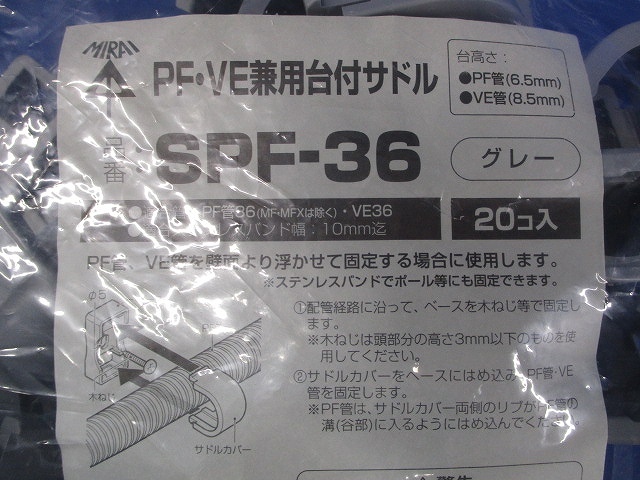 MIRAI
PF・VE兼用台付サドル
台高さ：
●PF管(6.5mm)
●VE管(8.5mm)
品番：SPF-36
グレー
PF管36(MF・MFXは除く)・VE36
バンド幅：10mm迄
20コ入
PF管、VE管を壁面より浮かせて固定する場合に使用します。
※ステンレスバンドでポール等にも固定できます。
φ5
木ねじ
サドルカバー
①配管経路に沿って、ベースを木ねじ等で固定し
ます。
※木ねじは頭部分の高さ3mm以下のものを使
用してください。
②サドルカバーをベースにはめ込み、PF管・VE
管を固定します。
※PF管は、サドルカバー両側のリブがPF管の
溝(谷部)に入るようにはめ込んでください。